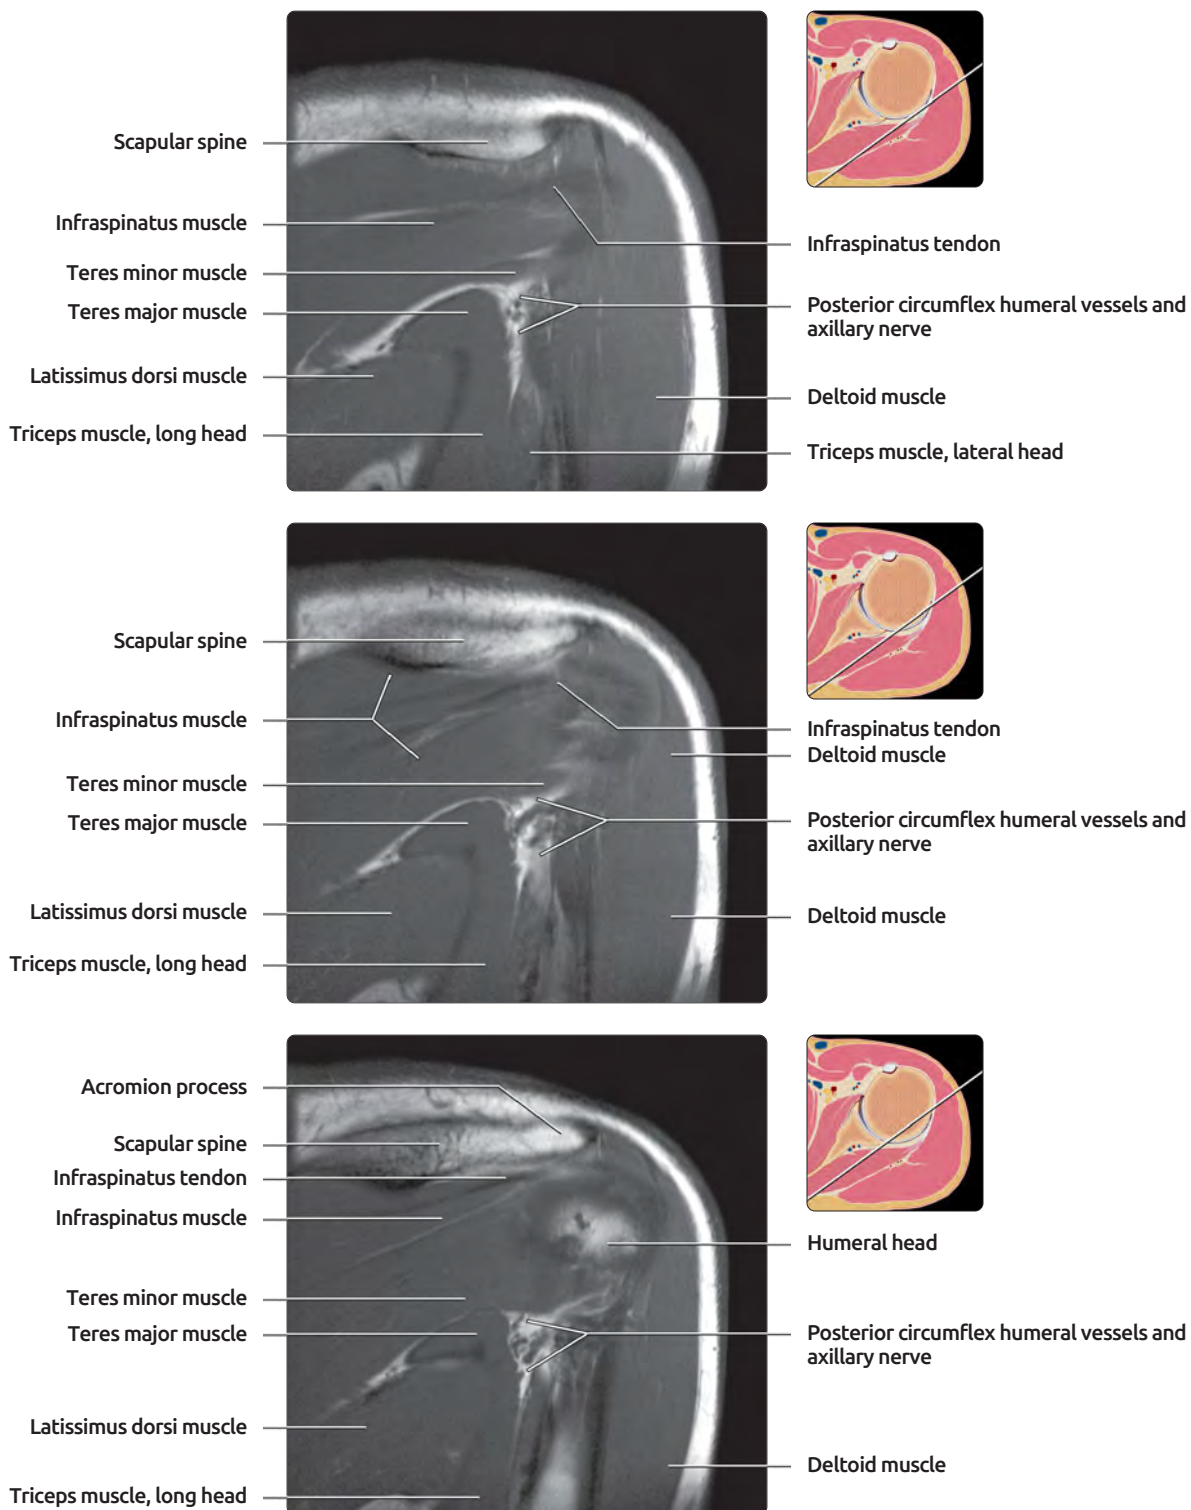 Scapular spine
Infraspinatus muscle
Teres minor muscle
Teres major muscle
Latissimus dorsi muscle
Triceps muscle, long head
Infraspinatus tendon
Posterior circumflex humeral vessels and
axillary nerve
Deltoid muscle
Triceps muscle, lateral head
Scapular spine
Infraspinatus muscle
Teres minor muscle
Teres major muscle
Latissimus dorsi muscle
Triceps muscle, long head
Infraspinatus tendon
Deltoid muscle
Posterior circumflex humeral vessels and
axillary nerve
Deltoid muscle
Acromion process
Scapular spine
Infraspinatus tendon
Infraspinatus muscle
Teres minor muscle
Teres major muscle
Latissimus dorsi muscle
Triceps muscle, long head
Humeral head
Posterior circumflex humeral vessels and
axillary nerve
Deltoid muscle